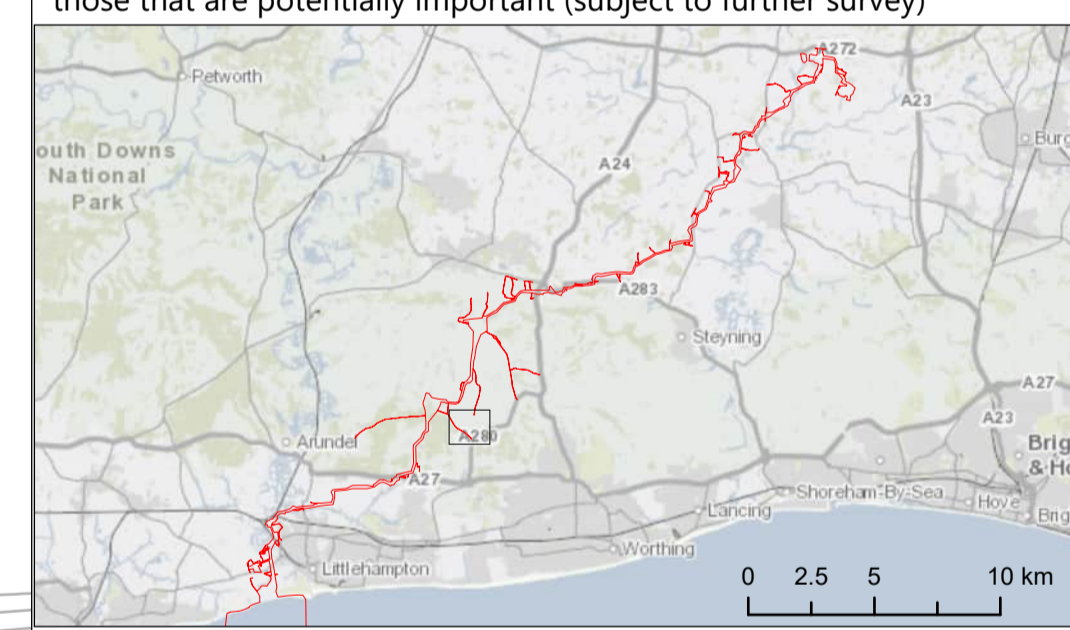 those that are potentially important (subject to further survey)
A272
Petworth
A23
Burg
outh Downs
National
Park
A24
A283
Steyning
A27
A23
Arundel
A280
Brig
& Ho
A27
Shoreham-By-Sea
Hove
Lancing
Brig
Worthing
Littlehampton
0 2.5 5 10 km